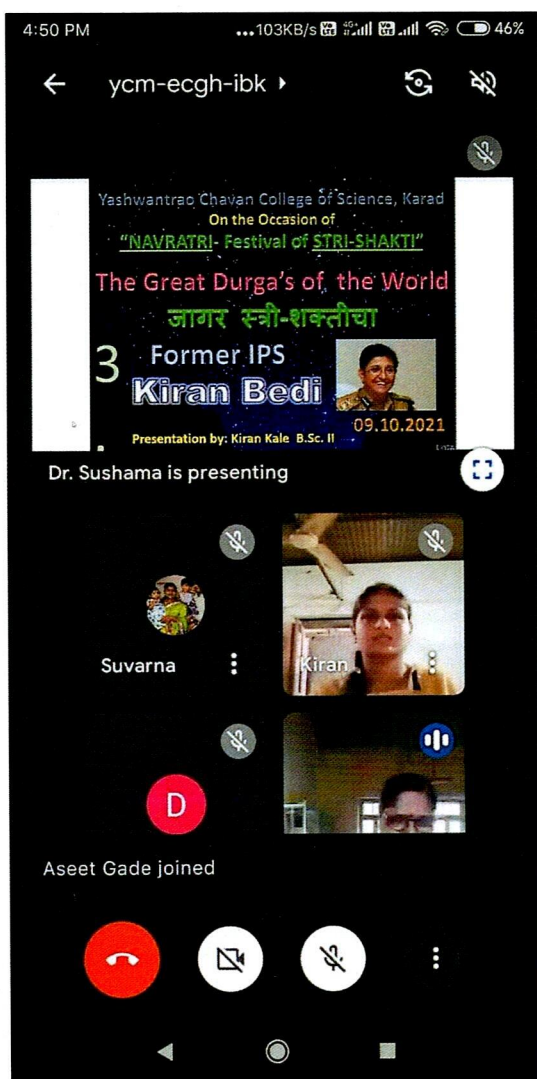 4:50 PM ...103KB/s 4G+ 46%
ycm-ecgh-ibk
Yashwantrao Chavan College of Science, Karad
On the Occasion of
"NAVRATRI- Festival of STRI-SHAKTI"
The Great Durga's of the World
जागर स्त्री-शक्तीचा
3 Former IPS
Kiran Bedi
09.10.2021
Presentation by: Kiran Kale B.Sc. II
Dr. Sushama is presenting
Suvarna
Kiran
D
Aseet Gade joined